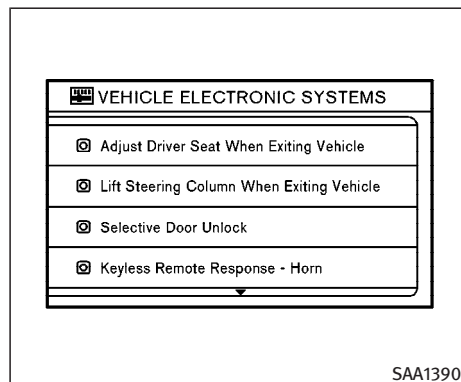 VEHICLE ELECTRONIC SYSTEMS
Adjust Driver Seat When Exiting Vehicle
Lift Steering Column When Exiting Vehicle
Selective Door Unlock
Keyless Remote Response - Horn
SAA1390